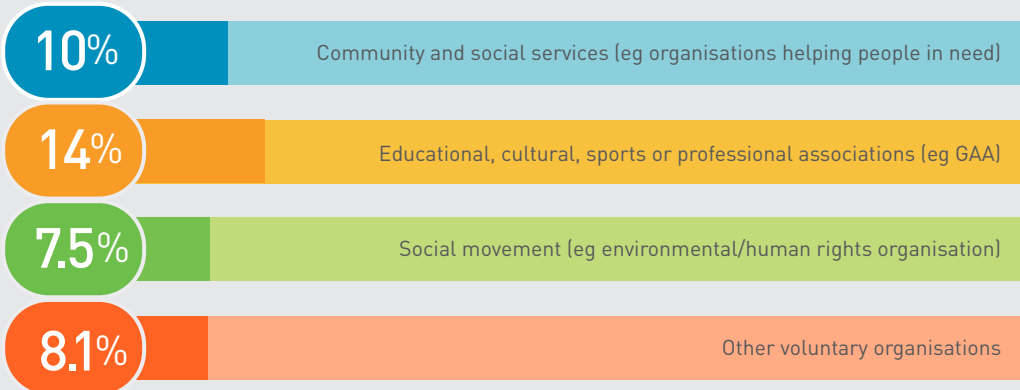 10% Community and social services (eg organisations helping people in need)
14% Educational, cultural, sports or professional associations (eg GAA)
7.5% Social movement (eg environmental/human rights organisation)
8.1% Other voluntary organisations